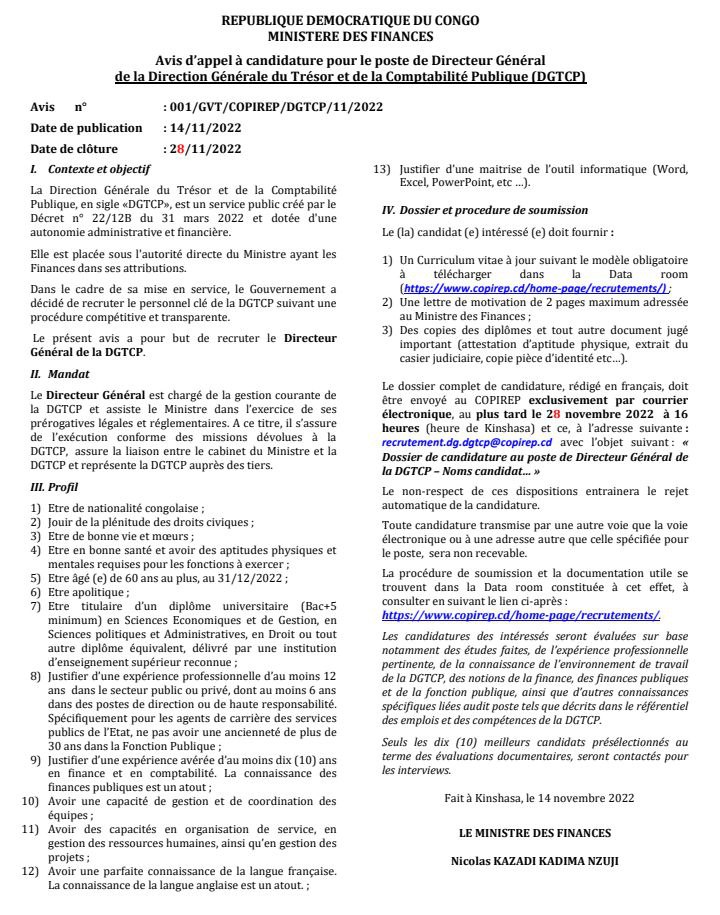 REPUBLIQUE DEMOCRATIQUE DU CONGO
MINISTERE DES FINANCES
Avis d'appel à candidature pour le poste de Directeur Général
de la Direction Générale du Trésor et de la Comptabilité Publique (DGTCP)
Avis n° : 001/GVT/COPIREP/DGTCP/11/2022
Date de publication : 14/11/2022
Date de clôture : 28/11/2022
I. Contexte et objectif
La Direction Générale du Trésor et de la Comptabilité
Publique, en sigle «DGTCP», est un service public créé par le
Décret n° 22/12B du 31 mars 2022 et dotée d'une
autonomie administrative et financière.
Elle est placée sous l'autorité directe du Ministre ayant les
Finances dans ses attributions.
Dans le cadre de sa mise en service, le Gouvernement a
décidé de recruter le personnel clé de la DGTCP suivant une
procédure compétitive et transparente.
Le présent avis a pour but de recruter le Directeur
Général de la DGTCP.
II. Mandat
Le Directeur Général est chargé de la gestion courante de
la DGTCP et assiste le Ministre dans l'exercice de ses
prérogatives légales et réglementaires. A ce titre, il s'assure
de l'exécution conforme des missions dévolues à la
DGTCP, assure la liaison entre le cabinet du Ministre et la
DGTCP et représente la DGTCP auprès des tiers.
III. Profil
1) Etre de nationalité congolaise ;
2) Jouir de la plénitude des droits civiques ;
3) Etre de bonne vie et mœurs ;
4) Etre en bonne santé et avoir des aptitudes physiques et
mentales requises pour les fonctions à exercer ;
5) Etre âgé (e) de 60 ans au plus, au 31/12/2022 ;
6) Etre apolitique ;
7) Etre titulaire d'un diplôme universitaire (Bac+5
minimum) en Sciences Economiques et de Gestion, en
Sciences politiques et Administratives, en Droit ou tout
autre diplôme équivalent, délivré par une institution
d'enseignement supérieur reconnue ;
8) Justifier d'une expérience professionnelle d'au moins 12
ans dans le secteur public ou privé, dont au moins 6 ans
dans des postes de direction ou de haute responsabilité.
Spécifiquement pour les agents de carrière des services
publics de l'Etat, ne pas avoir une ancienneté de plus de
30 ans dans la Fonction Publique ;
9) Justifier d'une expérience avérée d'au moins dix (10) ans
en finance et en comptabilité. La connaissance des
finances publiques est un atout ;
10) Avoir une capacité de gestion et de coordination des
équipes ;
11) Avoir des capacités en organisation de service, en
gestion des ressources humaines, ainsi qu'en gestion des
projets ;
12) Avoir une parfaite connaissance de la langue française.
La connaissance de la langue anglaise est un atout. ;
13) Justifier d'une maitrise de l'outil informatique (Word,
Excel, PowerPoint, etc ...).
IV. Dossier et procedure de soumission
Le (la) candidat (e) intéressé (e) doit fournir :
1) Un Curriculum vitae à jour suivant le modèle obligatoire
à télécharger dans la Data room
(https://www.copirep.cd/home-page/recrutements/) ;
2) Une lettre de motivation de 2 pages maximum adressée
au Ministre des Finances ;
3) Des copies des diplômes et tout autre document jugé
important (attestation d'aptitude physique, extrait du
casier judiciaire, copie pièce d'identité etc...).
Le dossier complet de candidature, rédigé en français, doit
être envoyé au COPIREP exclusivement par courrier
électronique, au plus tard le 28 novembre 2022 à 16
heures (heure de Kinshasa) et ce, à l'adresse suivante :
recrutement.dg.dgtcp@copirep.cd avec l'objet suivant : «
Dossier de candidature au poste de Directeur Général de
la DGTCP – Noms candidat... »
Le non-respect de ces dispositions entrainera le rejet
automatique de la candidature.
Toute candidature transmise par une autre voie que la voie
électronique ou à une adresse autre que celle spécifiée pour
le poste, sera non recevable.
La procédure de soumission et la documentation utile se
trouvent dans la Data room constituée à cet effet, à
consulter en suivant le lien ci-après :
https://www.copirep.cd/home-page/recrutements/.
Les candidatures des intéressés seront évaluées sur base
notamment des études faites, de l'expérience professionnelle
pertinente, de la connaissance de l'environnement de travail
de la DGTCP, des notions de la finance, des finances publiques
et de la fonction publique, ainsi que d'autres connaissances
spécifiques liées audit poste tels que décrits dans le référentiel
des emplois et des compétences de la DGTCP.
Seuls les dix (10) meilleurs candidats présélectionnés au
terme des évaluations documentaires, seront contactés pour
les interviews.
Fait à Kinshasa, le 14 novembre 2022
LE MINISTRE DES FINANCES
Nicolas KAZADI KADIMA NZUJI